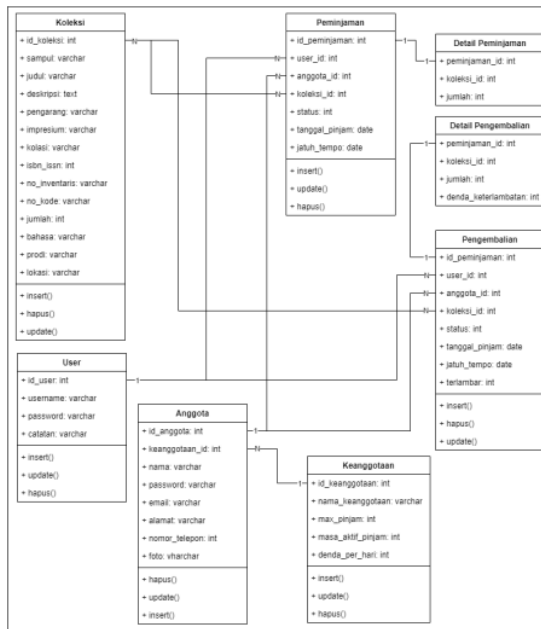 Koleksi
+ id_koleksi: int
+ sampul: varchar
+ judul: varchar
+ deskripsi: text
+ pengarang: varchar
+ impresium: varchar
+ kolasi: varchar
+ isbn_issn: int
+ no_inventaris: varchar
+ no_kode: varchar
+ jumlah: int
+ bahasa: varchar
+ prodi: varchar
+ lokasi: varchar
+ insert()
+ hapus()
+ update()
Peminjaman
+ id_peminjaman: int
+ user_id: int
+ anggota_id: int
+ koleksi_id: int
+ status: int
+ tanggal_pinjam: date
+ jatuh_tempo: date
+ insert()
+ update()
+ hapus()
Detail Peminjaman
+ peminjaman_id: int
+ koleksi_id: int
+ jumlah: int
Detail Pengembalian
+ peminjaman_id: int
+ koleksi_id: int
+ jumlah: int
+ denda_keterlambatan: int
Pengembalian
+ id_peminjaman: int
+ user_id: int
+ anggota_id: int
+ koleksi_id: int
+ status: int
+ tanggal_pinjam: date
+ jatuh_tempo: date
+ terlambar: int
+ insert()
+ hapus()
+ update()
User
+ id_user: int
+ username: varchar
+ password: varchar
+ catatan: varchar
+ insert()
+ update()
+ hapus()
Anggota
+ id_anggota: int
+ keanggotaan_id: int
+ nama: varchar
+ password: varchar
+ email: varchar
+ alamat: varchar
+ nomor_telepon: int
+ foto: vharchar
+ hapus()
+ update()
+ insert()
Keanggotaan
+ id_keanggotaan: int
+ nama_keanggotaan: varchar
+ max_pinjam: int
+ masa_aktif_pinjam: int
+ denda_per_hari: int
+ insert()
+ update()
+ hapus()
N
N
N
N
1
1
1
1
N
N
N
1
1
N
1